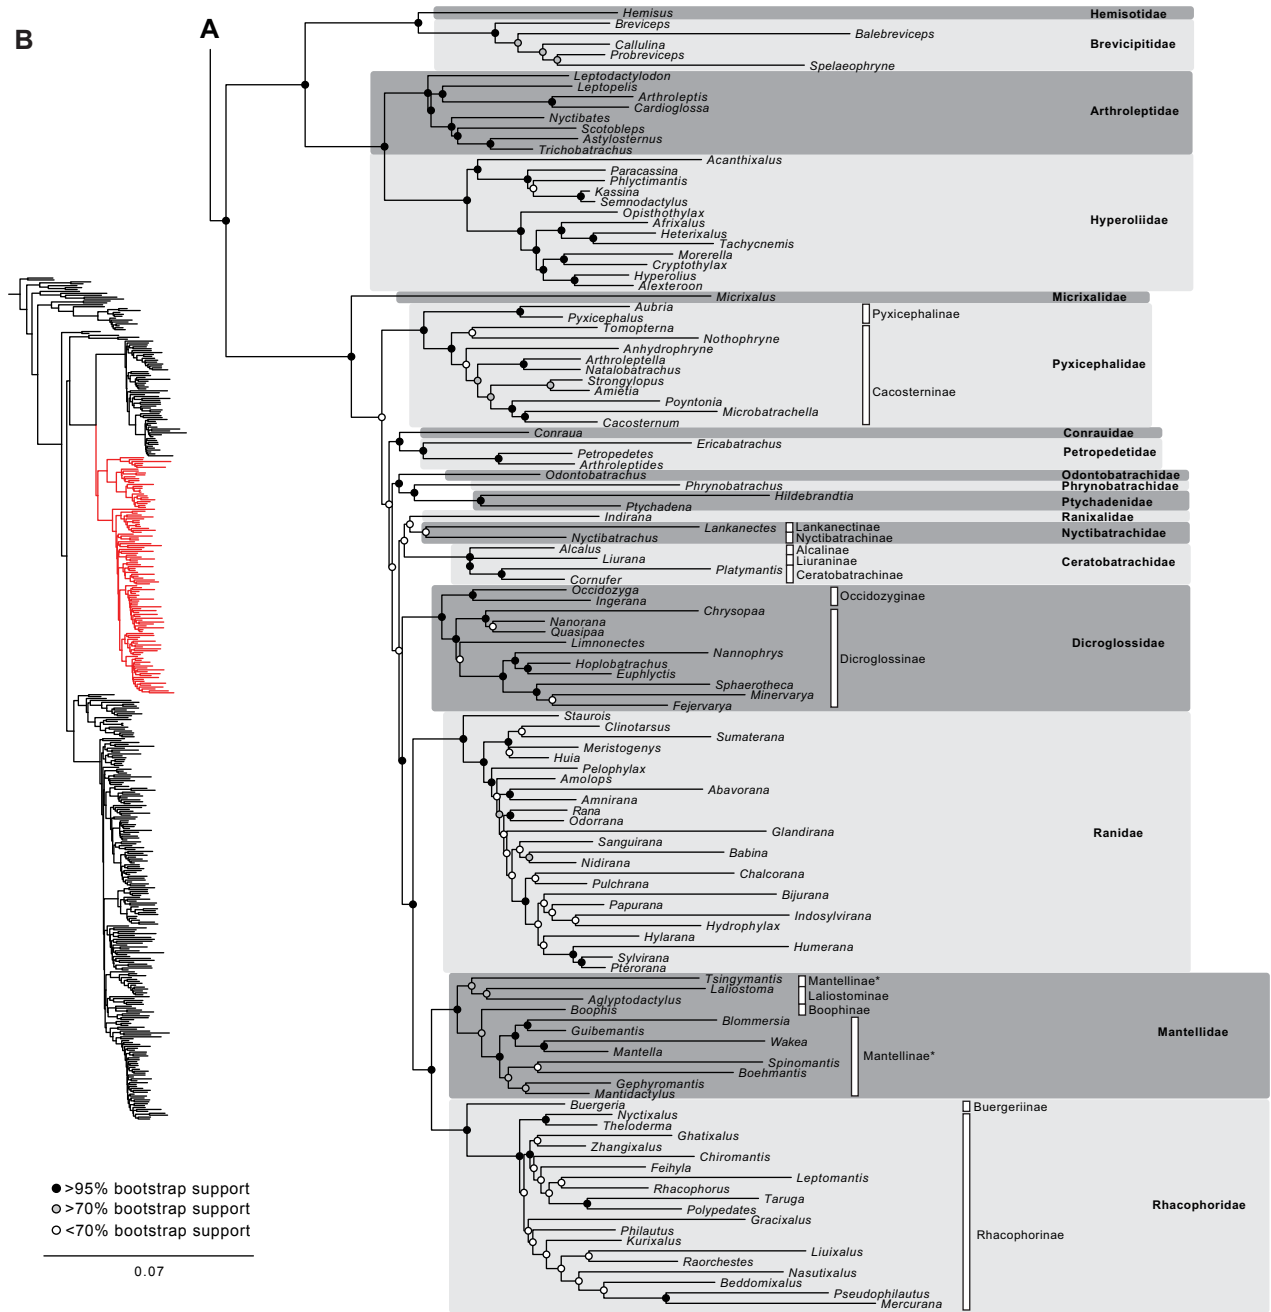 B
A
Hemisus
Hemisotidae
Breviceps
Balebreviceps
Callulina
Brevicipitidae
Probreviceps
Spelaeophryne
Leptodactylodon
Leptopelis
Arthroleptis
Cardioglossa
Arthroleptidae
Nyctibates
Scotobleps
Astylosternus
Trichobatrachus
Acanthixalus
Paracassina
Phlyctimantis
Kassina
Semnodactylus
Opisthothylax
Hyperoliidae
Afrixalus
Heterixalus
Tachycnemis
Morerella
Cryptothylax
Hyperolius
Alexteroon
Micrixalus
Micrixalidae
Aubria
Pyxicephalus
Pyxicephalinae
Tomopterna
Nothophryne
Anhydrophryne
Arthroleptella
Pyxicephalidae
Natalobatrachus
Strongylopus
Amietia
Cacosterninae
Poyntonia
Microbatrachella
Cacosternum
Conraua
Conrauidae
Ericabatrachus
Petropedetes
Petropedetidae
Arthroleptides
Odontobatrachus
Odontobatrachidae
Phrynobatrachus
Phrynobatrachidae
Hildebrandtia
Ptychadenidae
Ptychadena
Indirana
Ranixalidae
Lankanectes
Lankanectinae
Nyctibatrachidae
Nyctibatrachus
Nyctibatrachinae
Alcalus
Alcalinae
Liurana
Liuraninae
Ceratobatrachidae
Platymantis
Ceratobatrachinae
Cornufer
Occidozyga
Occidozyginae
Ingerana
Chrysopaa
Nanorana
Quasipaa
Limnonectes
Dicroglossidae
Nannophrys
Dicroglossinae
Hoplobatrachus
Euphlyctis
Sphaerotheca
Minervarya
Fejervarya
Staurois
Clinotarsus
Sumaterana
Meristogenys
Huia
Pelophylax
Amolops
Abavorana
Amnirana
Rana
Odorrana
Glandirana
Ranidae
Sanguirana
Babina
Nidirana
Chalcorana
Pulchrana
Bijurana
Papurana
Indosylvirana
Hydrophylax
Hylarana
Humerana
Sylvirana
Pterorana
Tsingymantis
Mantellinae*
Laliostoma
Laliostominae
Aglyptodactylus
Boophis
Boophinae
Blommersia
Guibemantis
Mantellidae
Wakea
Mantella
Mantellinae*
Spinomantis
Boehmantis
Gephyromantis
Mantidactylus
Buergeria
Buergeriinae
Nyctixalus
Theloderma
Ghatixalus
Zhangixalus
Chiromantis
Feihyla
Leptomantis
Rhacophorus
Taruga
Polypedates
Rhacophoridae
Gracixalus
Philautus
Rhacophorinae
Kurixalus
Liuixalus
Raorchestes
Nasutixalus
Beddomixalus
Pseudophilautus
Mercurana
>95% bootstrap support
>70% bootstrap support
<70% bootstrap support
0.07